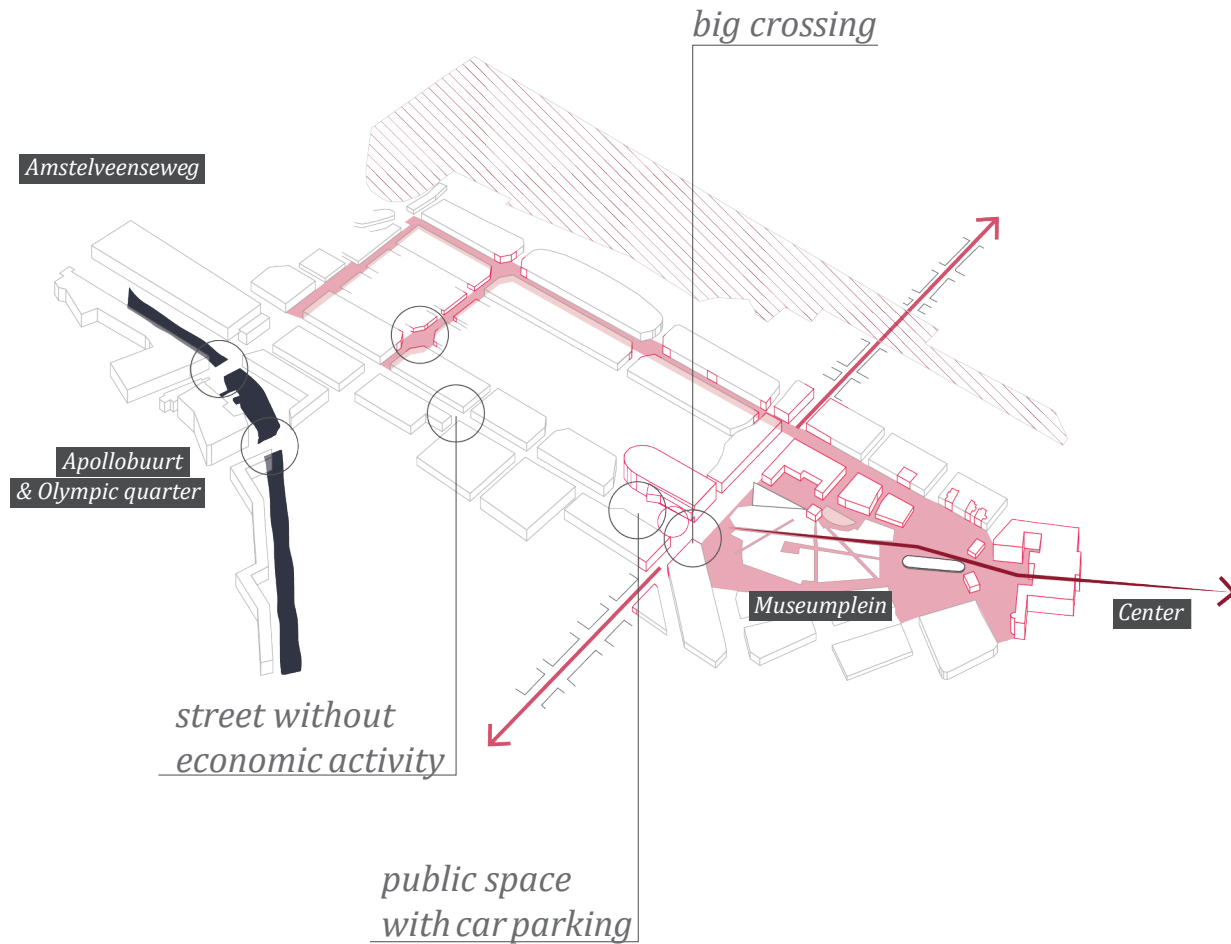 big crossing
Amstelveenseweg
Apollobuurt
& Olympic quarter
Museumplein
Center
street without
economic activity
public space
with car parking